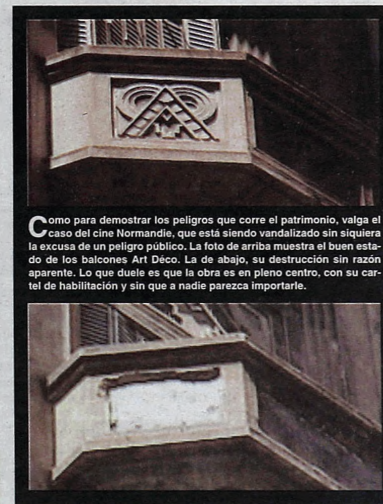 Como para demostrar los peligros que corre el patrimonio, valga el
caso del cine Normandie, que está siendo vandalizado sin siquiera
la excusa de un peligro público. La foto de arriba muestra el buen esta-
do de los balcones Art Déco. La de abajo, su destrucción sin razón
aparente. Lo que duele es que la obra es en pleno centro, con su car-
tel de habilitación y sin que a nadie parezca importarle.